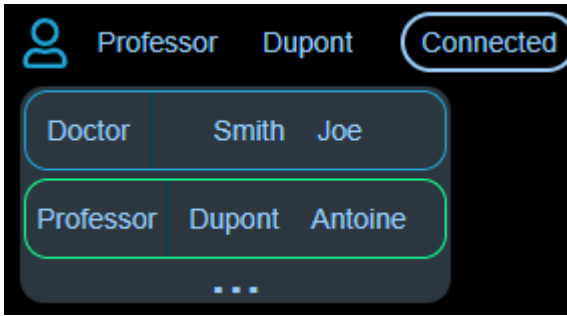 Professor Dupont Connected
Doctor Smith Joe
Professor Dupont Antoine
...